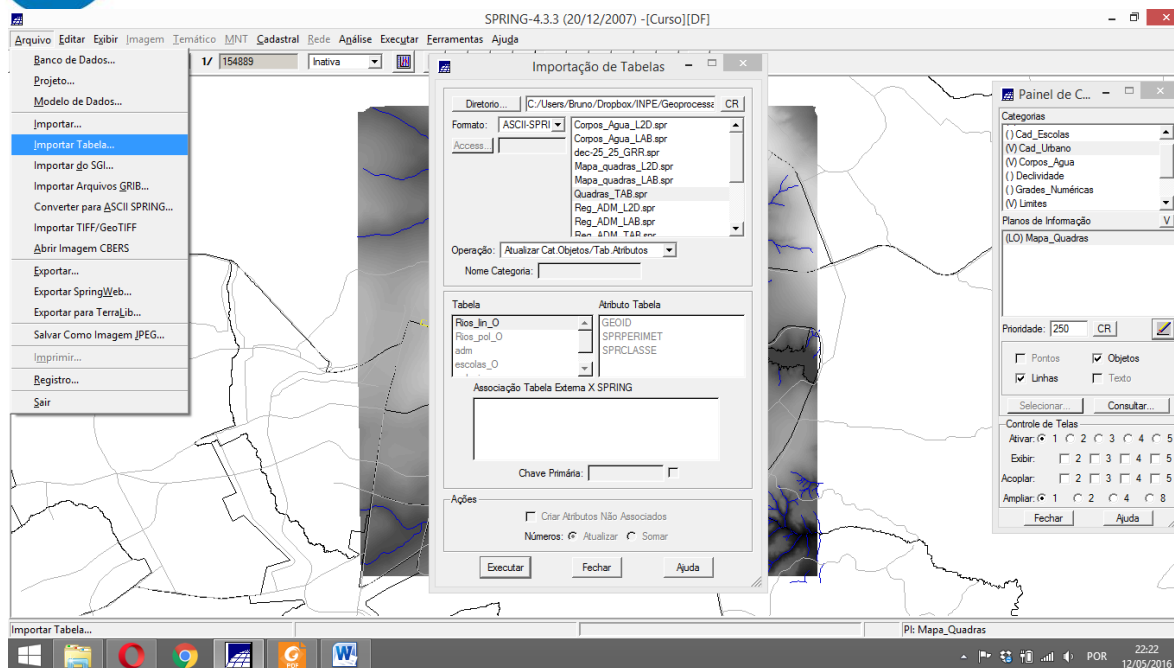 SPRING-4.3.3 (20/12/2007) -[Curso][DF]
Arquivo Editar Exibir Imagem Temático MNT Cadastral Rede Análise Executar Ferramentas Ajuda
1/ 154889 Inativa
Banco de Dados...
Projeto...
Modelo de Dados...
Importar...
Importar Tabela...
Importar do SGI...
Importar Arquivos GRIB...
Converter para ASCII SPRING...
Importar TIFF/GeoTIFF
Abrir Imagem CBERS
Exportar...
Exportar SpringWeb...
Exportar para TerraLib...
Salvar Como Imagem JPEG...
Imprimir...
Registro...
Sair
Importação de Tabelas
Diretorio... C:/Users/Bruno/Dropbox/INPE/Geoprocessa CR
Formato: ASCII-SPRI
Access...
Corpos_Agua_L2D.spr
Corpos_Agua_LAB.spr
dec-25_25_GRR.spr
Mapa_quadras_L2D.spr
Mapa_quadras_LAB.spr
Quadras_TAB.spr
Reg_ADM_L2D.spr
Reg_ADM_LAB.spr
Reg_ADM_TAB.spr
Operação: Atualizar Cat.Objetos/Tab.Atributos
Nome Categoria:
Tabela
Rios_lin_O
Rios_pol_O
adm
escolas_O
Atributo Tabela
GEOID
SPRPERIMET
SPRCLASSE
Associação Tabela Externa X SPRING
Chave Primária:
Ações
Criar Atributos Não Associados
Números: Atualizar Somar
Executar Fechar Ajuda
Painel de C...
Categorias
( ) Cad_Escolas
(V) Cad_Urbano
(V) Corpos_Agua
( ) Declividade
( ) Grades_Numéricas
(V) Limites
Planos de Informação V
(LO) Mapa_Quadras
Prioridade: 250 CR
Pontos Objetos
Linhas Texto
Selecionar... Consultar...
Controle de Telas
Ativar: 1 2 3 4 5
Exibir: 2 3 4 5
Acoplar: 2 3 4 5
Ampliar: 1 2 4 8
Fechar Ajuda
Importar Tabela...
PI: Mapa_Quadras
POR
22:22
12/05/2016